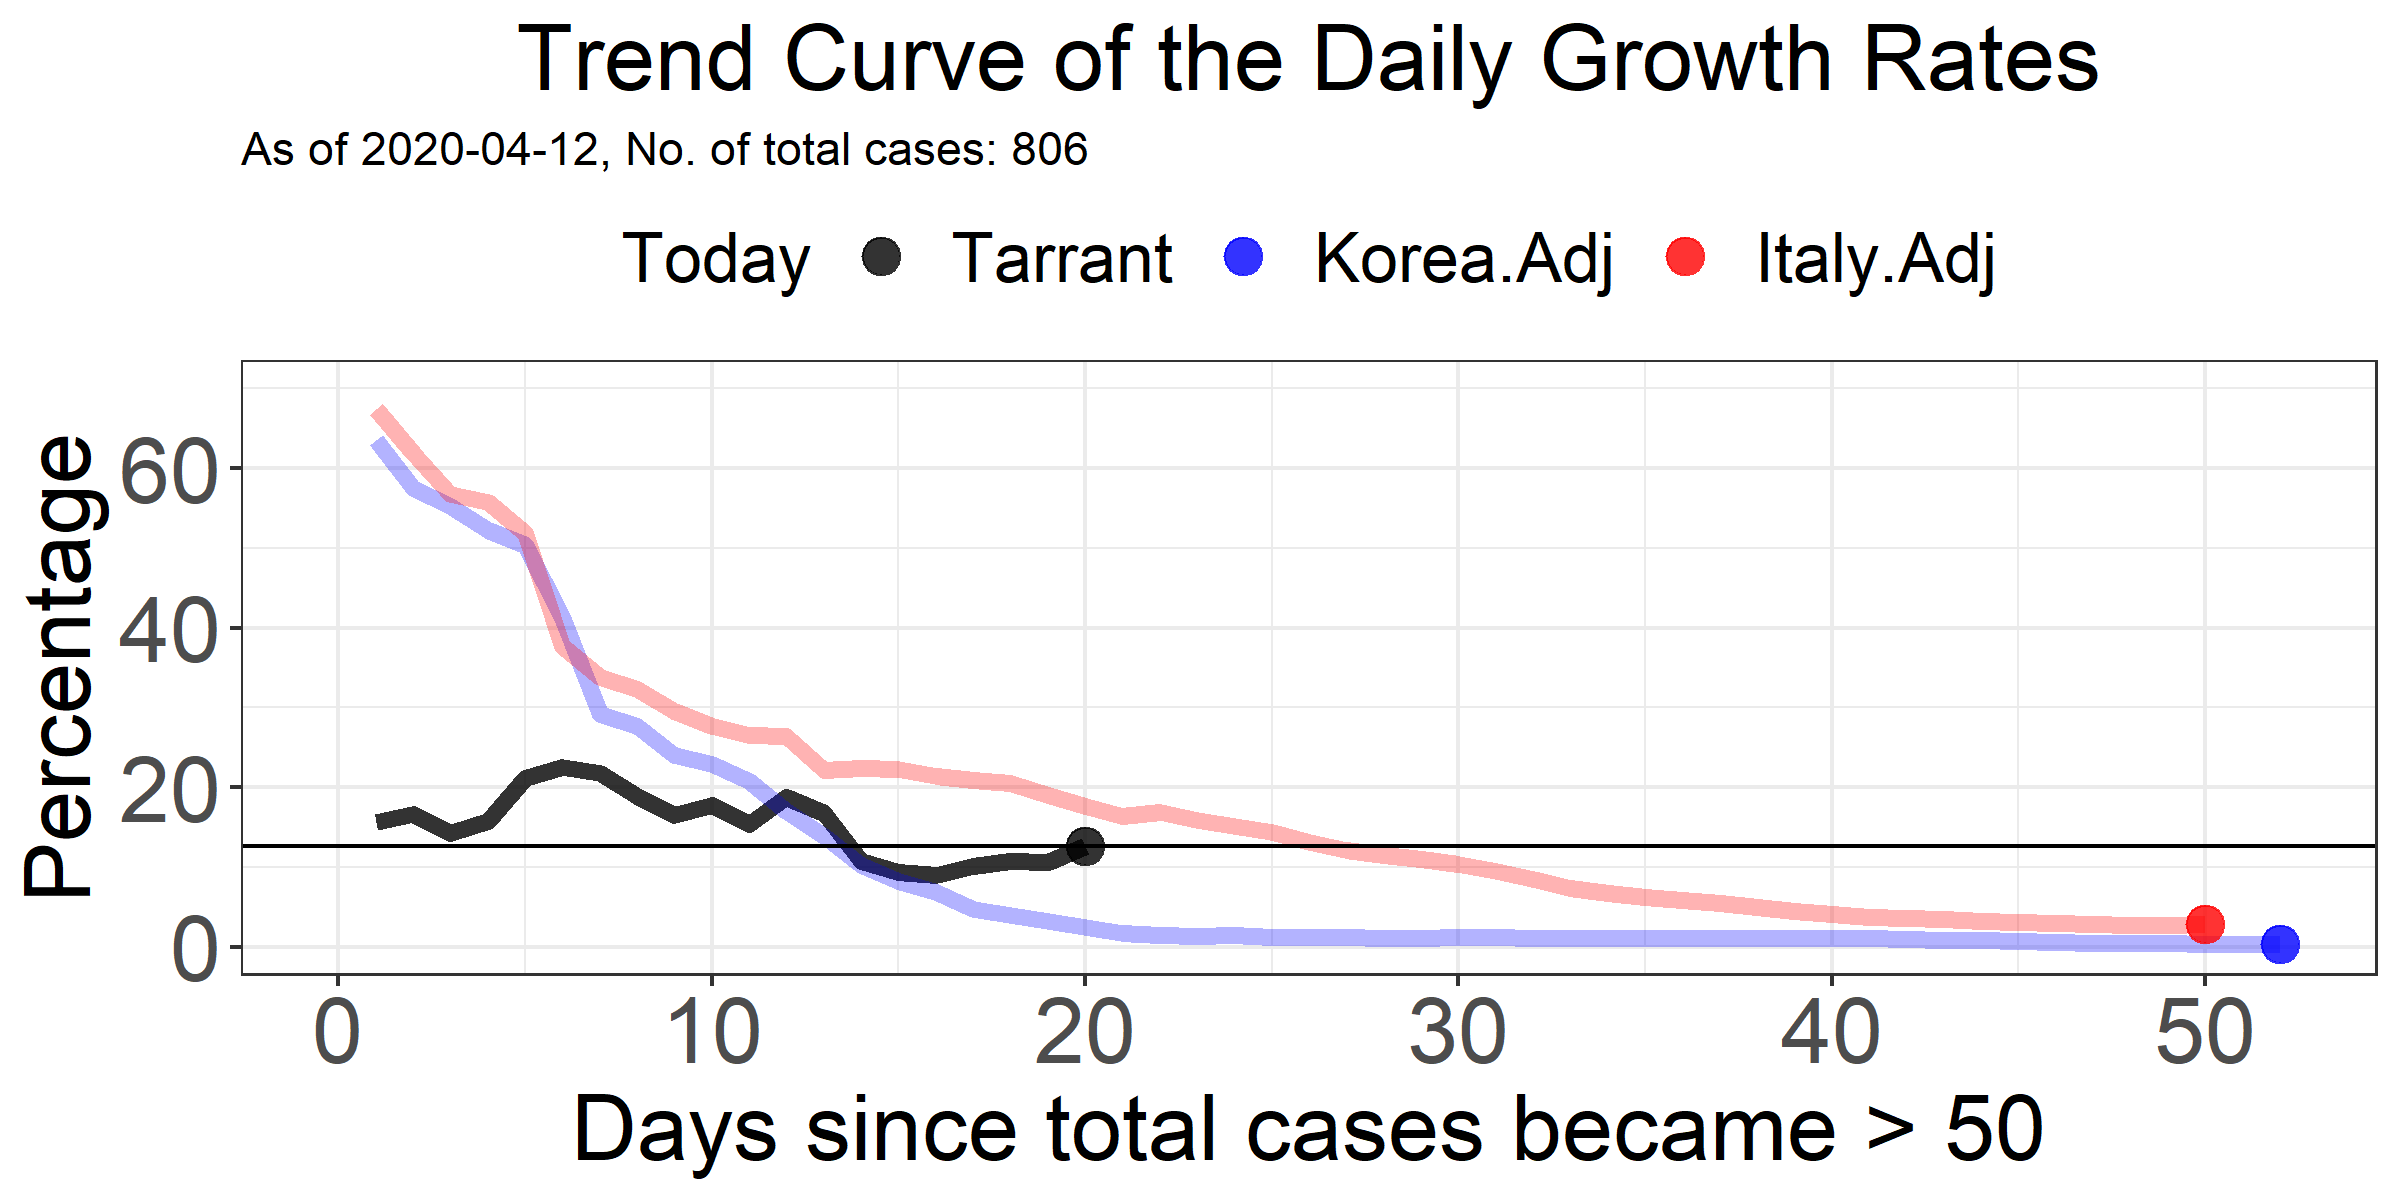 Trend Curve of the Daily Growth Rates
As of 2020-04-12, No. of total cases: 806
Today Tarrant Korea.Adj Italy.Adj
Percentage
60
40
20
0
0 10 20 30 40 50
Days since total cases became > 50